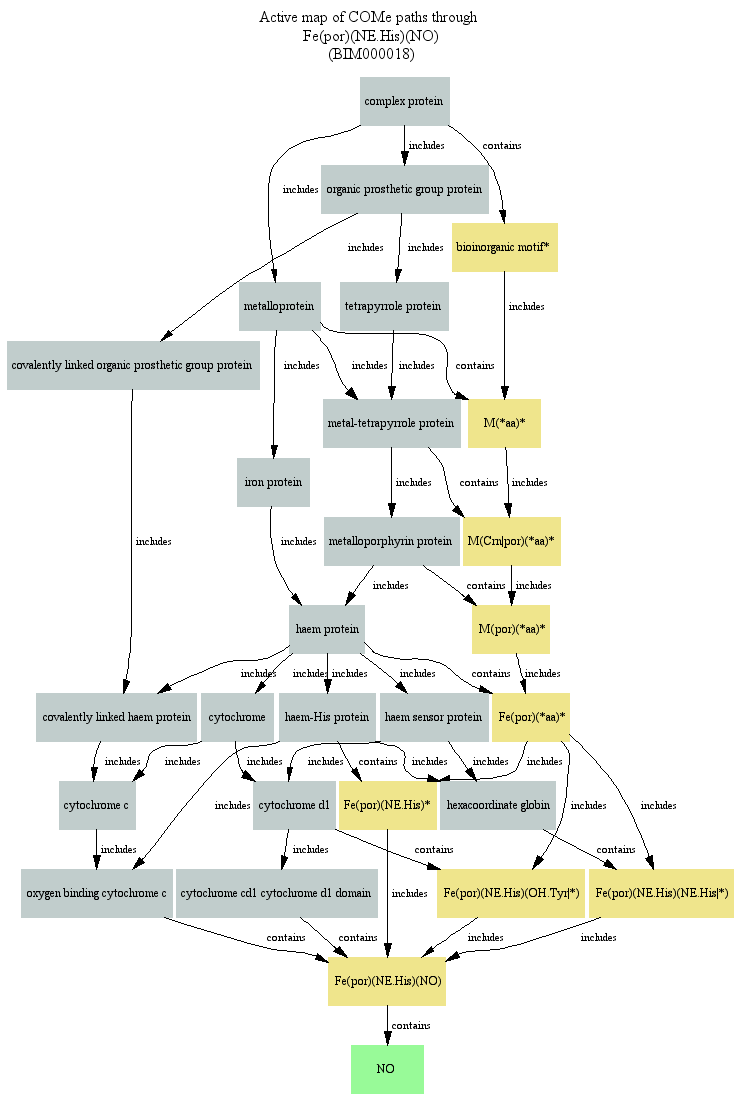 Active map of COMe paths through
Fe(por)(NE.His)(NO)
(BIM000018)
complex protein
includes
contains
includes
organic prosthetic group protein
bioinorganic motif*
includes
includes
metalloprotein
tetrapyrrole protein
includes
covalently linked organic prosthetic group protein
includes
includes
includes
contains
metal-tetrapyrrole protein
M(*aa)*
iron protein
includes
contains
includes
includes
includes
metalloporphyrin protein
M(Crn|por)(*aa)*
includes
contains
includes
haem protein
M(por)(*aa)*
includes
includes
includes
includes
contains
includes
covalently linked haem protein
cytochrome
haem-His protein
haem sensor protein
Fe(por)(*aa)*
includes
includes
includes
includes
contains
includes
includes
includes
cytochrome c
cytochrome d1
Fe(por)(NE.His)*
hexacoordinate globin
includes
includes
includes
includes
includes
contains
contains
oxygen binding cytochrome c
cytochrome cd1 cytochrome d1 domain
Fe(por)(NE.His)(OH.Tyr|*)
Fe(por)(NE.His)(NE.His|*)
includes
contains
contains
includes
includes
Fe(por)(NE.His)(NO)
contains
NO